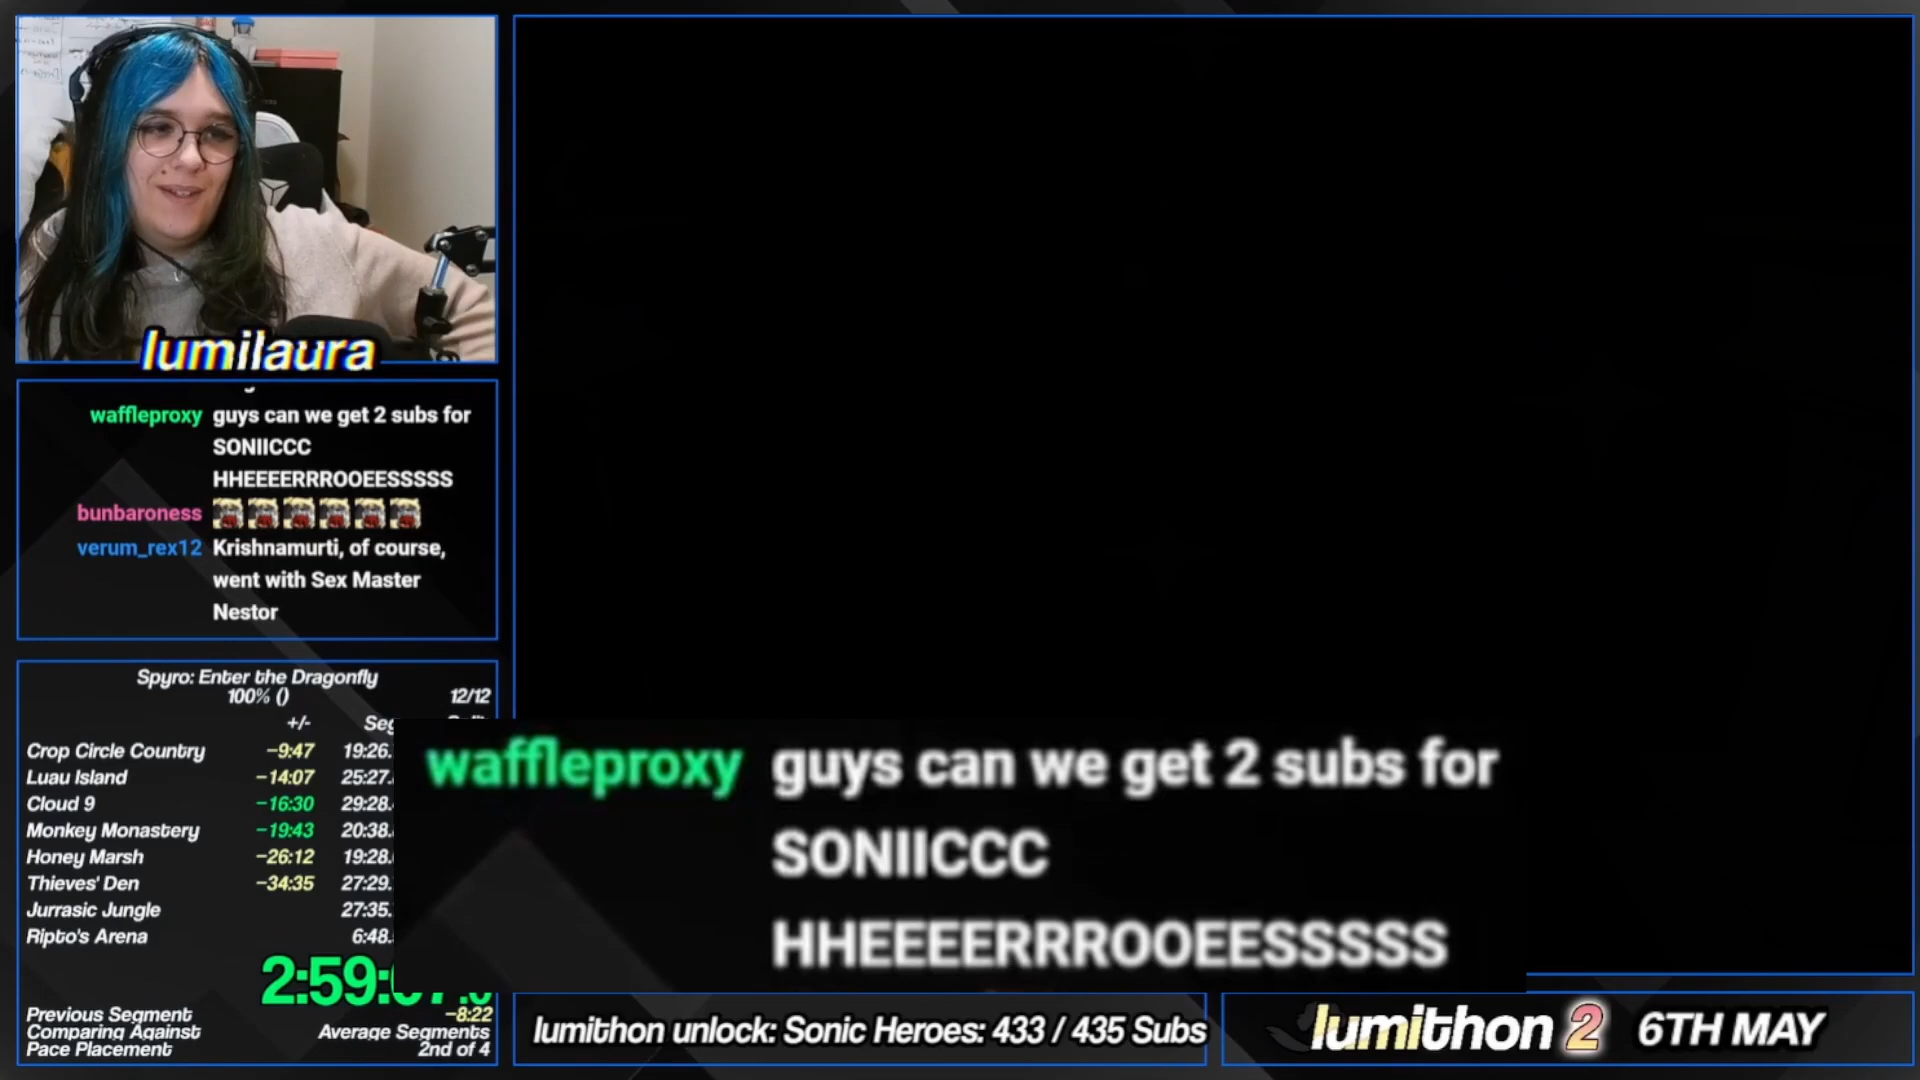 lumilaura
waffleproxy guys can we get 2 subs for
SONIICCC
HHEEEERRROOEESSSSS
bunbaroness
verum_rex12 Krishnamurti, of course,
went with Sex Master
Nestor
Spyro: Enter the Dragonfly
100% () 12/12
+/-
Crop Circle Country −9:47 19:26.
Luau Island −14:07 25:27.
Cloud 9 −16:30 29:28.
Monkey Monastery −19:43 20:38.
Honey Marsh −26:12 19:28.
Thieves' Den −34:35 27:29.
Jurrasic Jungle 27:35.
Ripto's Arena 6:48.
2:59:
Previous Segment −8:22
Comparing Against Average Segments
Pace Placement 2nd of 4
waffleproxy guys can we get 2 subs for
SONIICCC
HHEEEERRROOEESSSSS
lumithon unlock: Sonic Heroes: 433 / 435 Subs
lumithon 2 6TH MAY